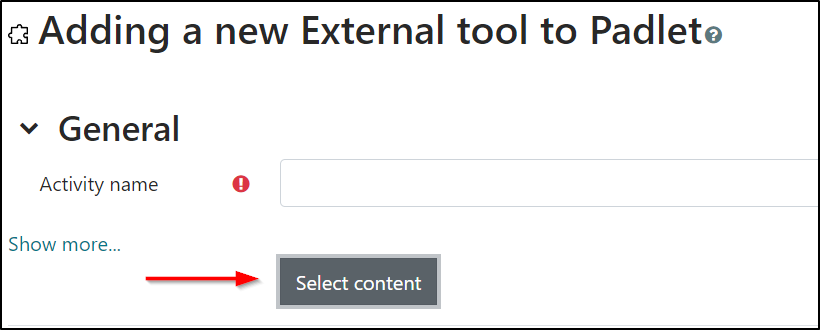 Adding a new External tool to Padlet
General
Activity name
Show more...
Select content